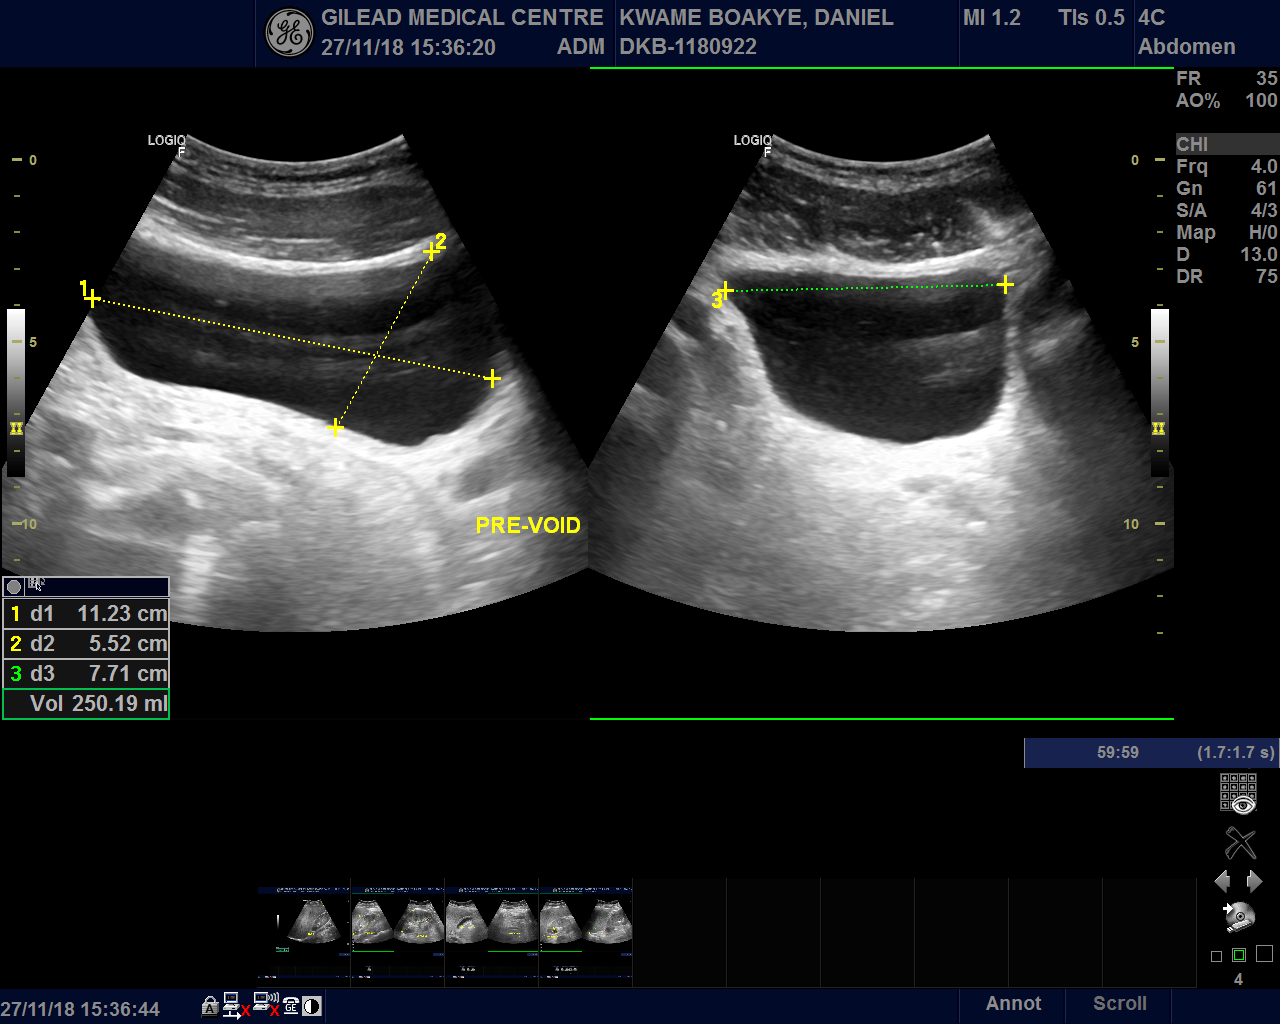 GILEAD MEDICAL CENTRE
27/11/18 15:36:20 ADM
KWAME BOAKYE, DANIEL
DKB-1180922
MI 1.2 TIs 0.5
4C
Abdomen
FR 35
AO% 100
CHI
Frq 4.0
Gn 61
S/A 4/3
Map H/0
D 13.0
DR 75
LOGIQ
F
LOGIQ
F
0
5
10
0
5
10
1
2
3
PRE-VOID
1 d1 11.23 cm
2 d2 5.52 cm
3 d3 7.71 cm
Vol 250.19 ml
59:59 (1.7:1.7 s)
4
27/11/18 15:36:44
A
X
X
GE
Annot
Scroll